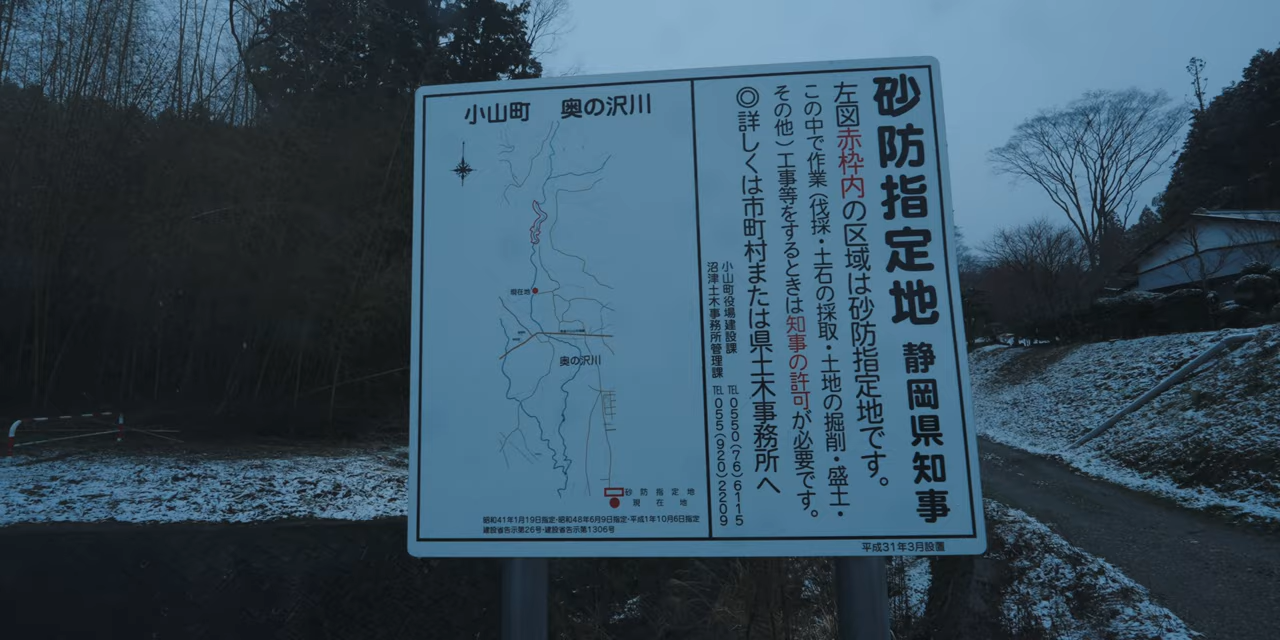 砂防指定地 静岡県知事
左図赤枠内の区域は砂防指定地です。
この中で作業（伐採・土石の採取・土地の掘削・盛土・
その他）工事等をするときは知事の許可が必要です。
◎詳しくは市町村または県土木事務所へ
小山町役場建設課 TEL 0550(76)6115
沼津土木事務所管理課 TEL 055(920)2209
小山町 奥の沢川
現在地
奥の沢川
砂防指定地
現在地
昭和41年1月19日指定・昭和48年6月9日指定・平成1年10月6日指定
建設省告示第26号・建設省告示第1306号
平成31年3月設置